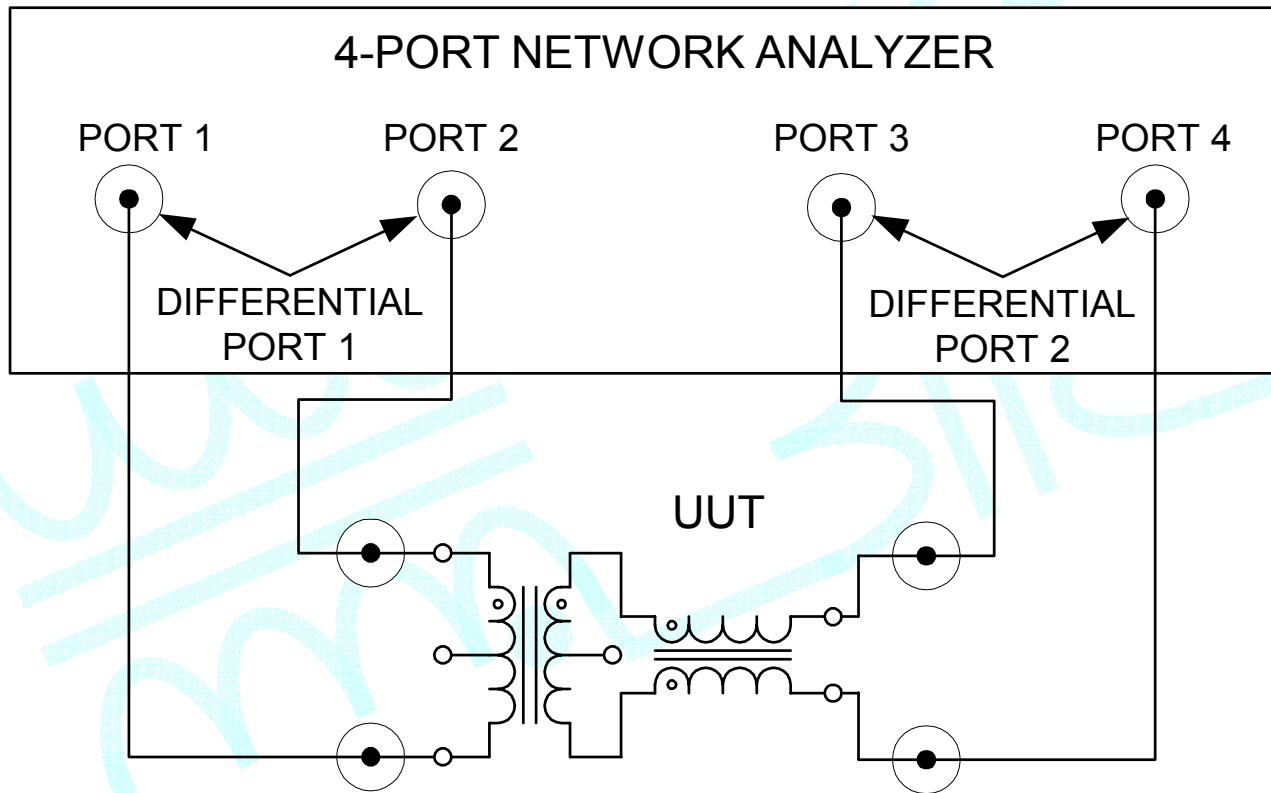 4-PORT NETWORK ANALYZER
PORT 1
PORT 2
PORT 3
PORT 4
DIFFERENTIAL
PORT 1
DIFFERENTIAL
PORT 2
UUT